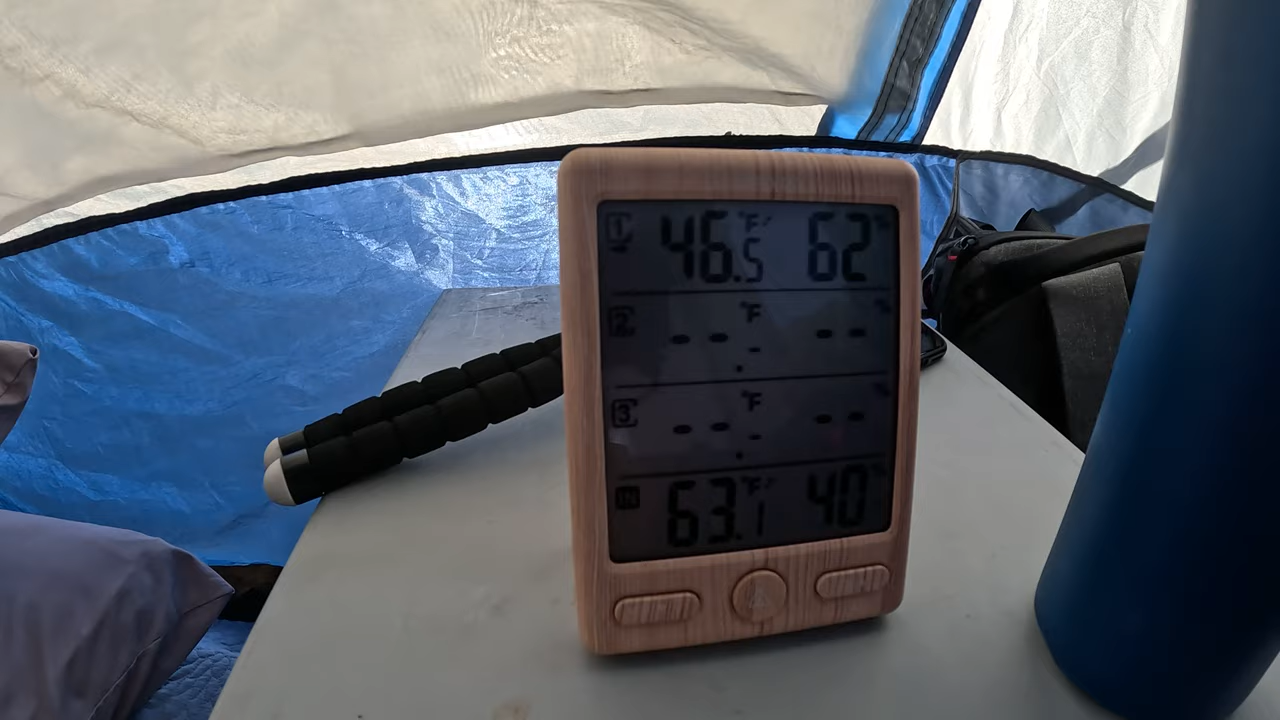 1 46.5 °F 62 %
2 --.- °F -- %
3 --.- °F -- %
IN 63.1 °F 40 %